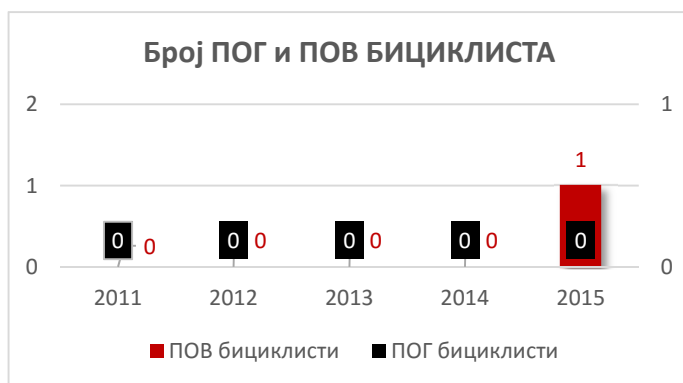 Број ПОГ и ПОВ БИЦИКЛИСТА
2 1
1
1
0 0 0 0 0 0 0 0 0
0 0
2011 2012 2013 2014 2015
ПОВ бициклисти ПОГ бициклисти